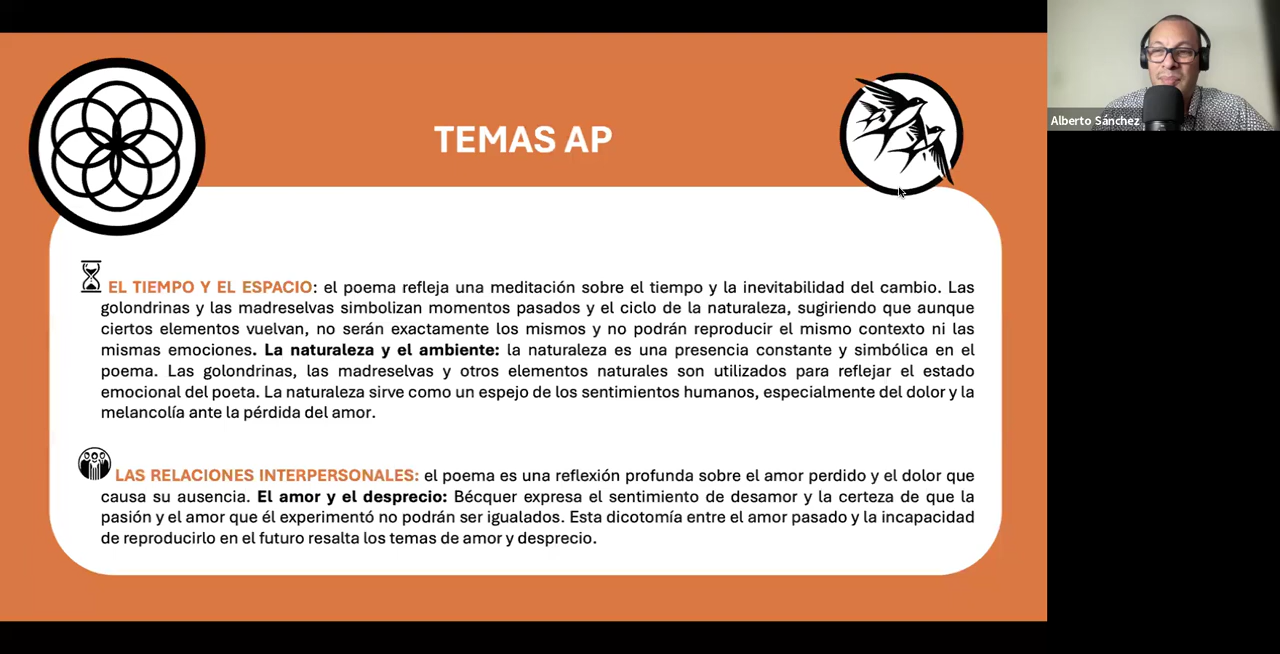 TEMAS AP
Alberto Sánchez
EL TIEMPO Y EL ESPACIO: el poema refleja una meditación sobre el tiempo y la inevitabilidad del cambio. Las
golondrinas y las madreselvas simbolizan momentos pasados y el ciclo de la naturaleza, sugiriendo que aunque
ciertos elementos vuelvan, no serán exactamente los mismos y no podrán reproducir el mismo contexto ni las
mismas emociones. La naturaleza y el ambiente: la naturaleza es una presencia constante y simbólica en el
poema. Las golondrinas, las madreselvas y otros elementos naturales son utilizados para reflejar el estado
emocional del poeta. La naturaleza sirve como un espejo de los sentimientos humanos, especialmente del dolor y la
melancolía ante la pérdida del amor.
LAS RELACIONES INTERPERSONALES: el poema es una reflexión profunda sobre el amor perdido y el dolor que
causa su ausencia. El amor y el desprecio: Bécquer expresa el sentimiento de desamor y la certeza de que la
pasión y el amor que él experimentó no podrán ser igualados. Esta dicotomía entre el amor pasado y la incapacidad
de reproducirlo en el futuro resalta los temas de amor y desprecio.